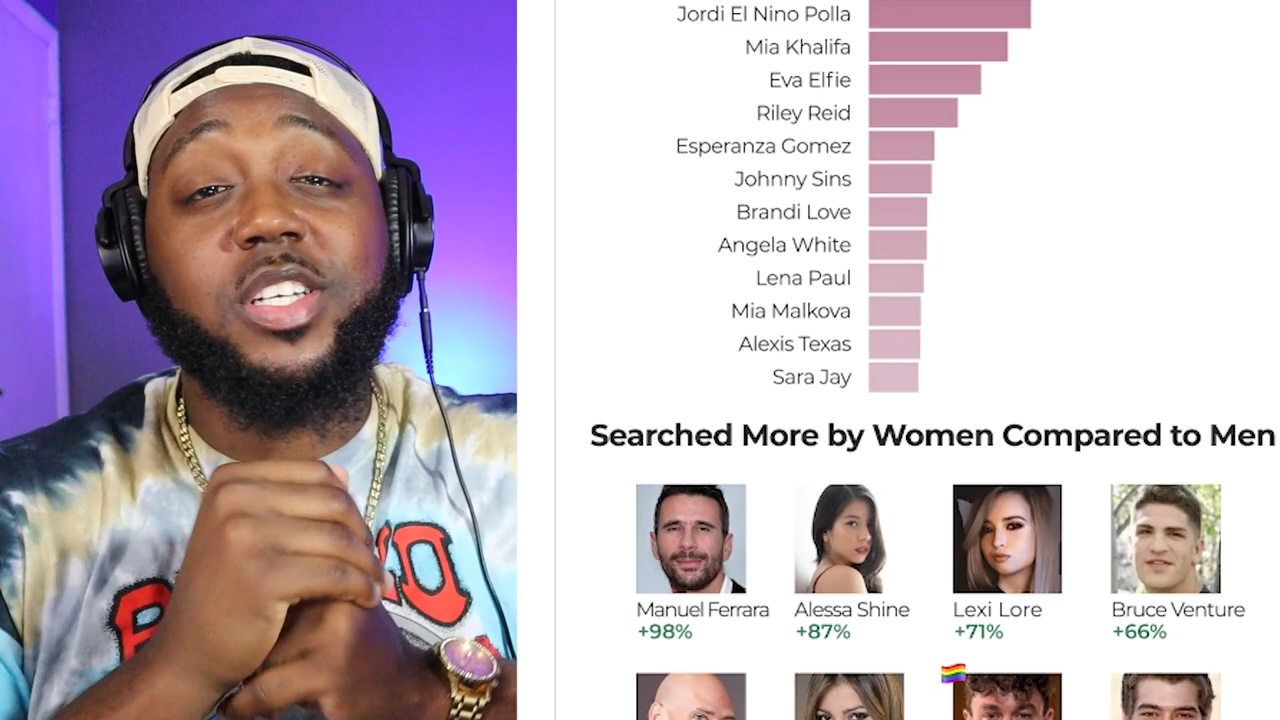 Jordi El Nino Polla
Mia Khalifa
Eva Elfie
Riley Reid
Esperanza Gomez
Johnny Sins
Brandi Love
Angela White
Lena Paul
Mia Malkova
Alexis Texas
Sara Jay
Searched More by Women Compared to Men
Manuel Ferrara
+98%
Alessa Shine
+87%
Lexi Lore
+71%
Bruce Venture
+66%